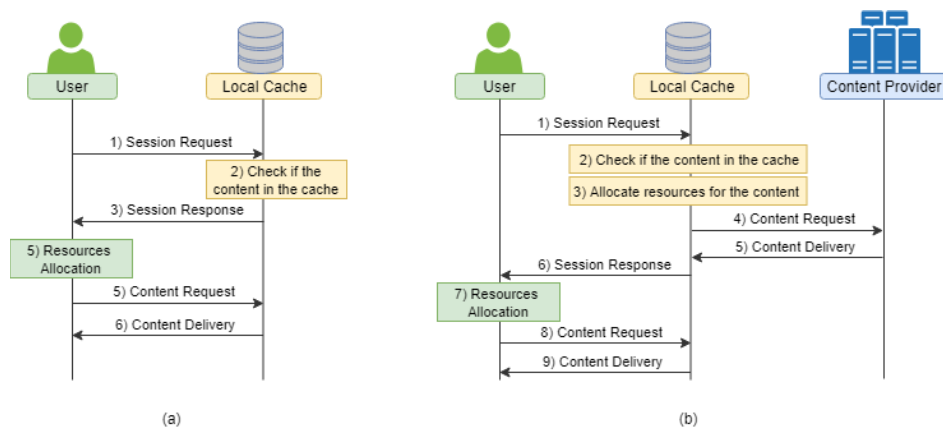 User
Local Cache
1) Session Request
2) Check if the
content in the cache
3) Session Response
5) Resources
Allocation
5) Content Request
6) Content Delivery
(a)
User
Local Cache
Content Provider
1) Session Request
2) Check if the content in the cache
3) Allocate resources for the content
4) Content Request
5) Content Delivery
6) Session Response
7) Resources
Allocation
8) Content Request
9) Content Delivery
(b)